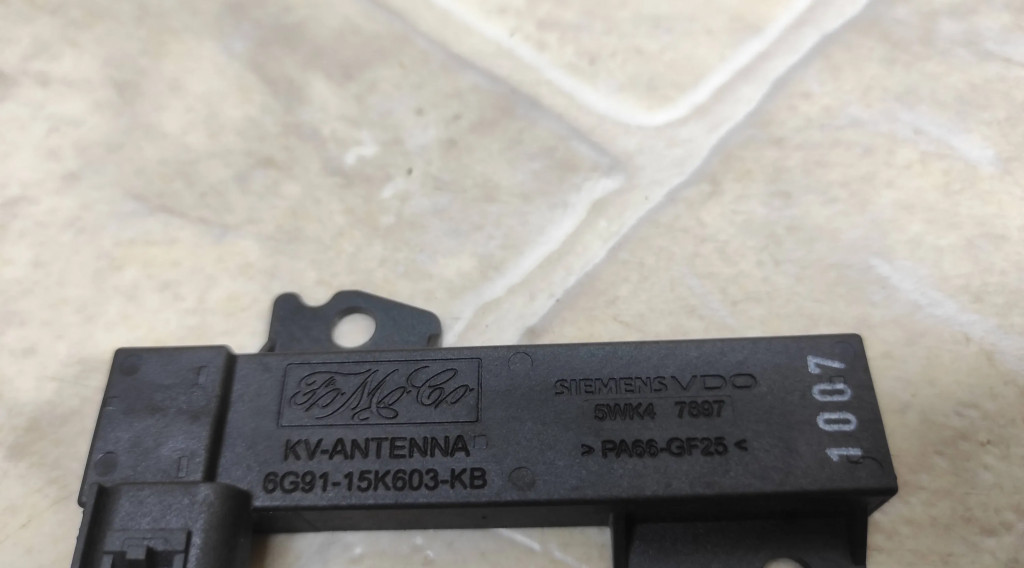 FoMoCo
KV-ANTENNA
6G91-15K603-KB
SIEMENS VDO
5WK4 7897
> PA66-GF25 <
1007